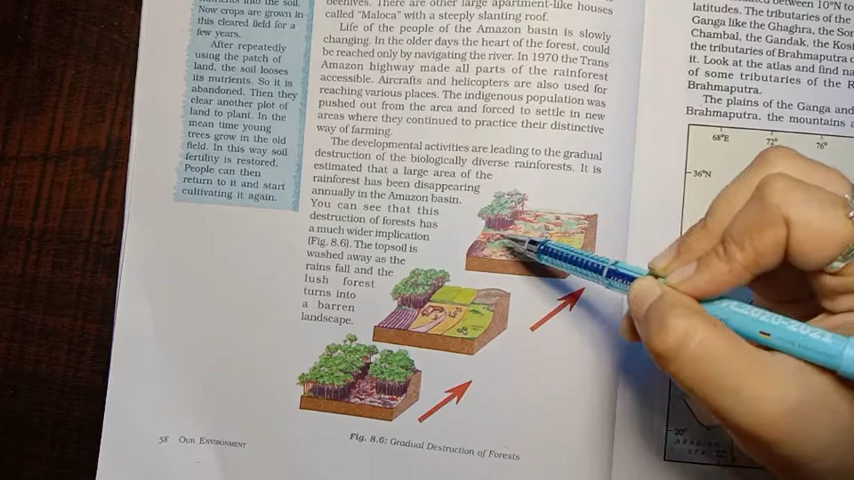 nutrients into the soil.
Now crops are grown in
this cleared field for a
few years.
After repeatedly
using the patch of
land, the soil looses
its nutrients. So it is
abandoned. Then they
clear another plot of
land to plant. In the
mean time young
trees grow in the old
field. In this way soil
fertility is restored.
People can then
return to it and start
cultivating it again.
beehives. There are other large apartment-like houses
called “Maloca” with a steeply slanting roof.
Life of the people of the Amazon basin is slowly
changing. In the older days the heart of the forest, could
be reached only by navigating the river. In 1970 the Trans
Amazon highway made all parts of the rainforest
accessible. Aircrafts and helicopters are also used for
reaching various places. The indigenous population was
pushed out from the area and forced to settle in new
areas where they continued to practice their distinctive
way of farming.
The developmental activities are leading to the gradual
destruction of the biologically diverse rainforests. It is
estimated that a large area of the
rainforest has been disappearing
annually in the Amazon basin.
You can see that this
destruction of forests has
a much wider implication
(Fig. 8.6). The topsoil is
washed away as the
rains fall and the
lush forest
turns into
a barren
landscape.
Fig. 8.6: Gradual Destruction of Forests
58 OUR ENVIRONMENT
between 10°N
latitudes. The tributaries of the
Ganga like the Ghaghra, the Son
Chambal, the Gandak, the Kosi
the tributaries of Brahmaputra
it. Look at the atlas and find na
of some tributaries of the R
Brahmaputra.
The plains of the Ganga and
Brahmaputra, the mountains a
68°E 72° 76°
36°N
20°
ARABIAN
2020-2021